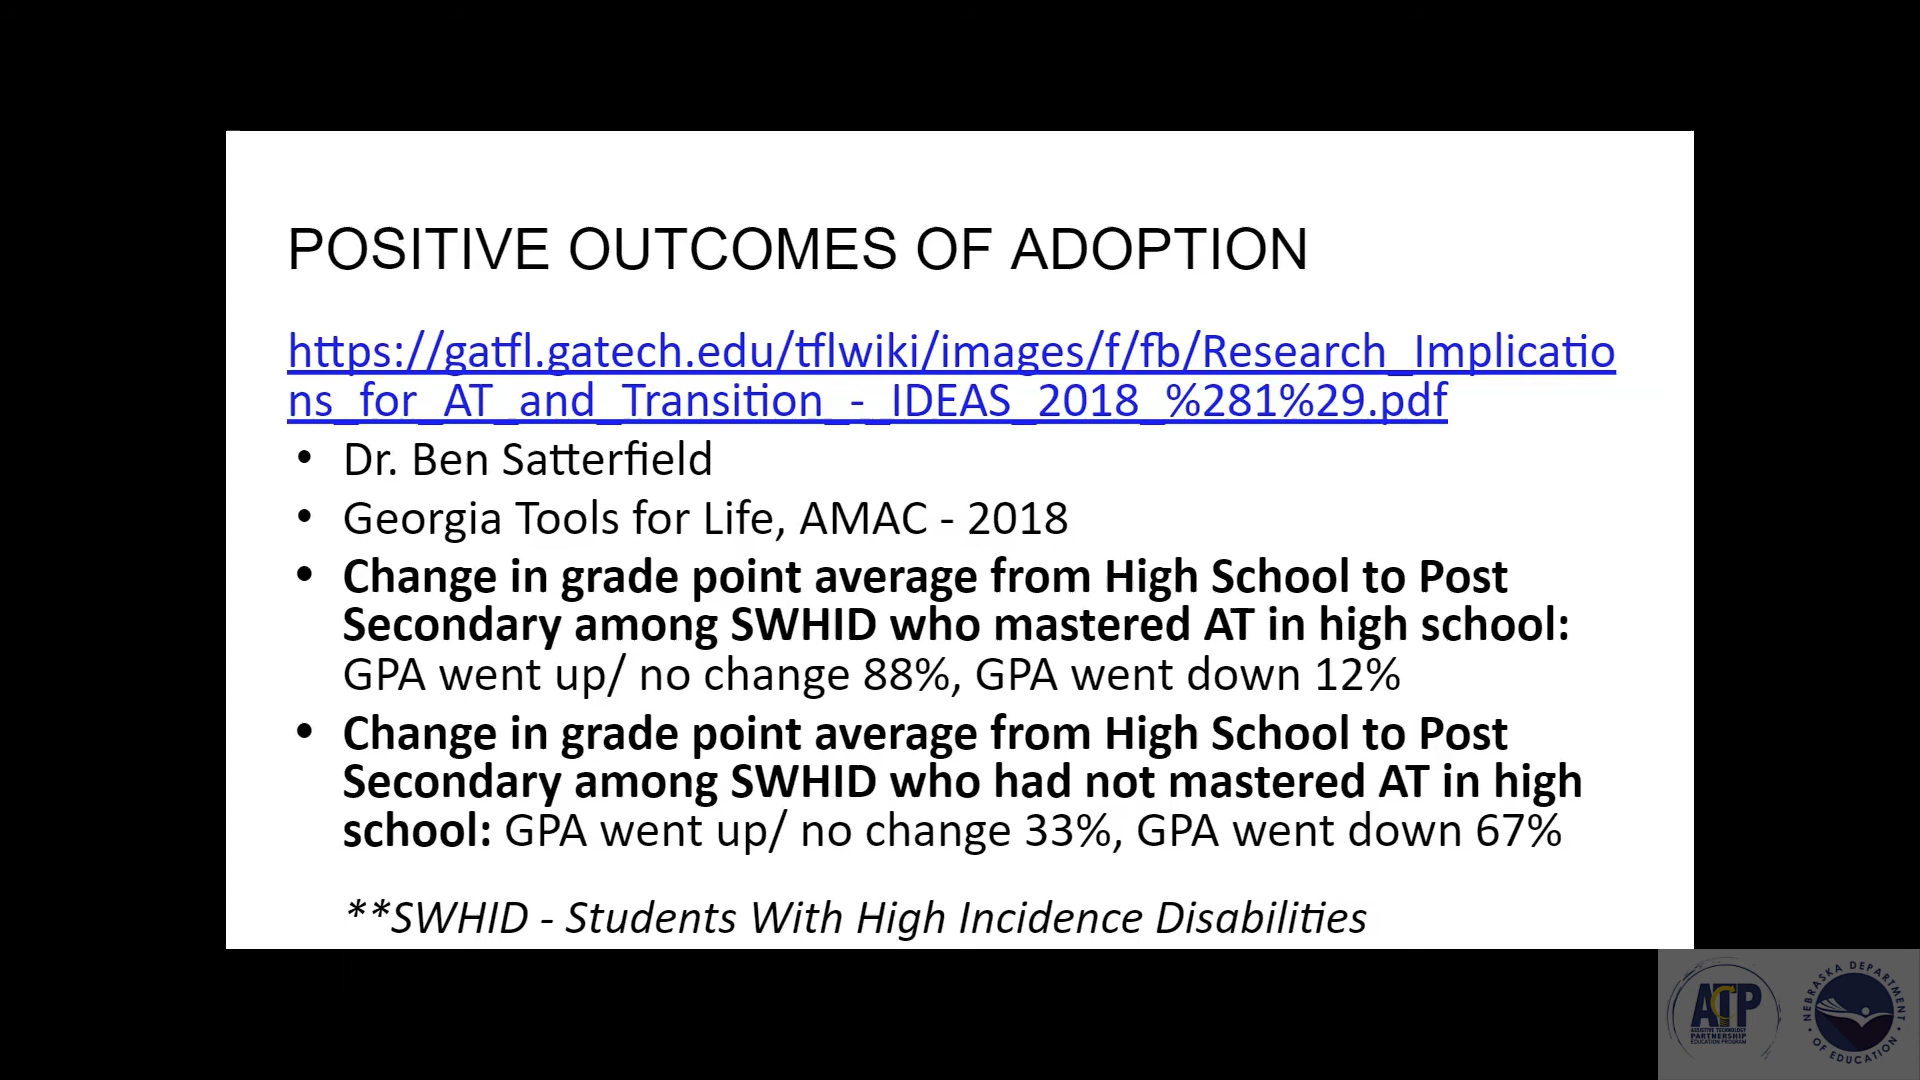 POSITIVE OUTCOMES OF ADOPTION
https://gatfl.gatech.edu/tflwiki/images/f/fb/Research_Implicatio
ns_for_AT_and_Transition_-_IDEAS_2018_%281%29.pdf
• Dr. Ben Satterfield
• Georgia Tools for Life, AMAC - 2018
• Change in grade point average from High School to Post
Secondary among SWHID who mastered AT in high school:
GPA went up/ no change 88%, GPA went down 12%
• Change in grade point average from High School to Post
Secondary among SWHID who had not mastered AT in high
school: GPA went up/ no change 33%, GPA went down 67%
**SWHID - Students With High Incidence Disabilities
ATP
ASSISTIVE TECHNOLOGY
PARTNERSHIP
EDUCATION PROGRAM
NEBRASKA DEPARTMENT
OF EDUCATION